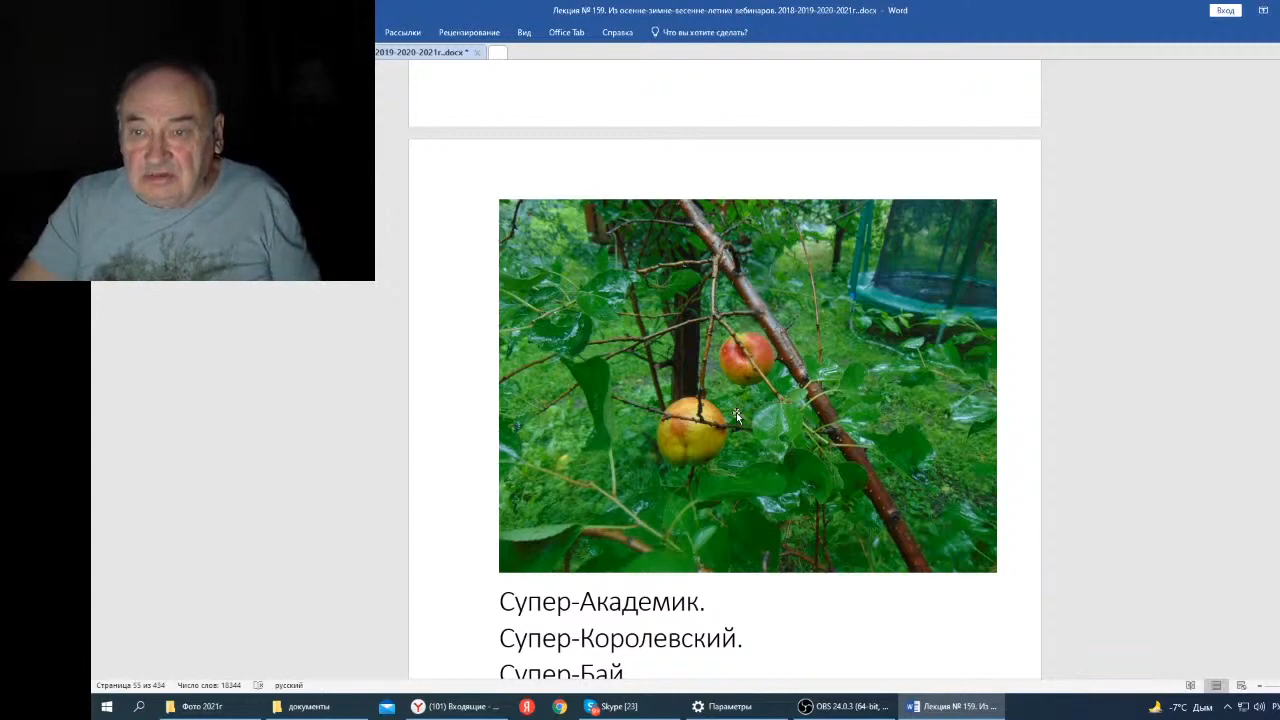 Лекция № 159. Из осенне-зимне-весенне-летних вебинаров. 2018-2019-2020-2021г..docx - Word
Вход
Рассылки Рецензирование Вид Office Tab Справка Что вы хотите сделать?
2019-2020-2021г..docx *
Супер-Академик.
Супер-Королевский.
Супер-Бай
Страница 55 из 434 Число слов: 18344 русский
Фото 2021г документы (101) Входящие - ... Skype [23] Параметры OBS 24.0.3 (64-bit, ... Лекция № 159. Из ... -7°C Дым